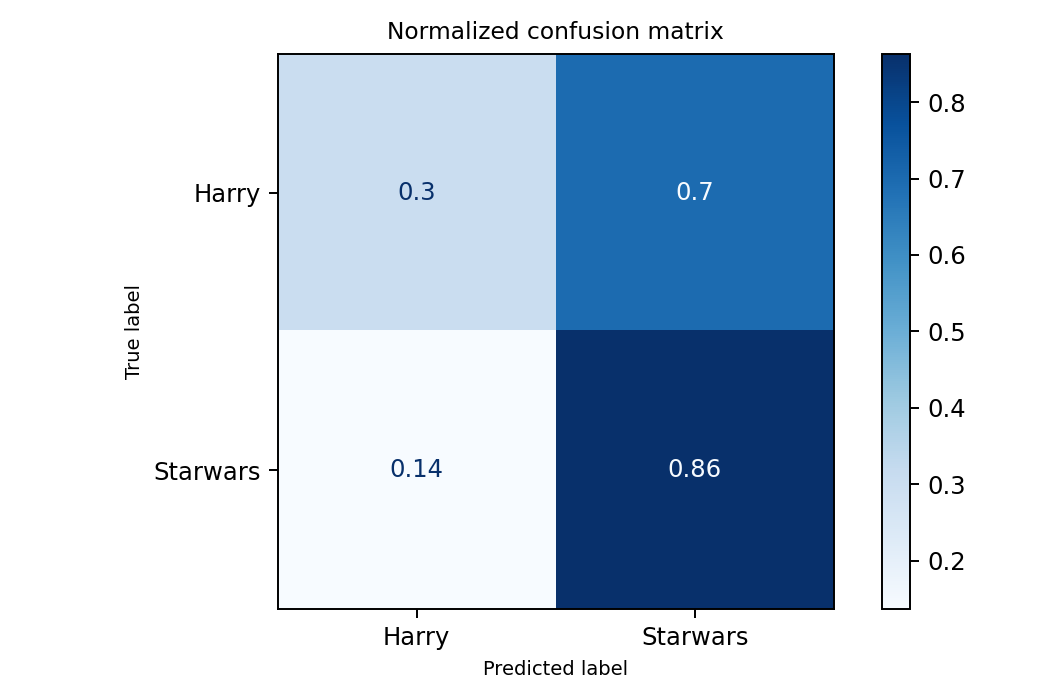 Normalized confusion matrix
True label
Harry
Starwars
0.3
0.7
0.14
0.86
Harry
Starwars
Predicted label
0.8
0.7
0.6
0.5
0.4
0.3
0.2